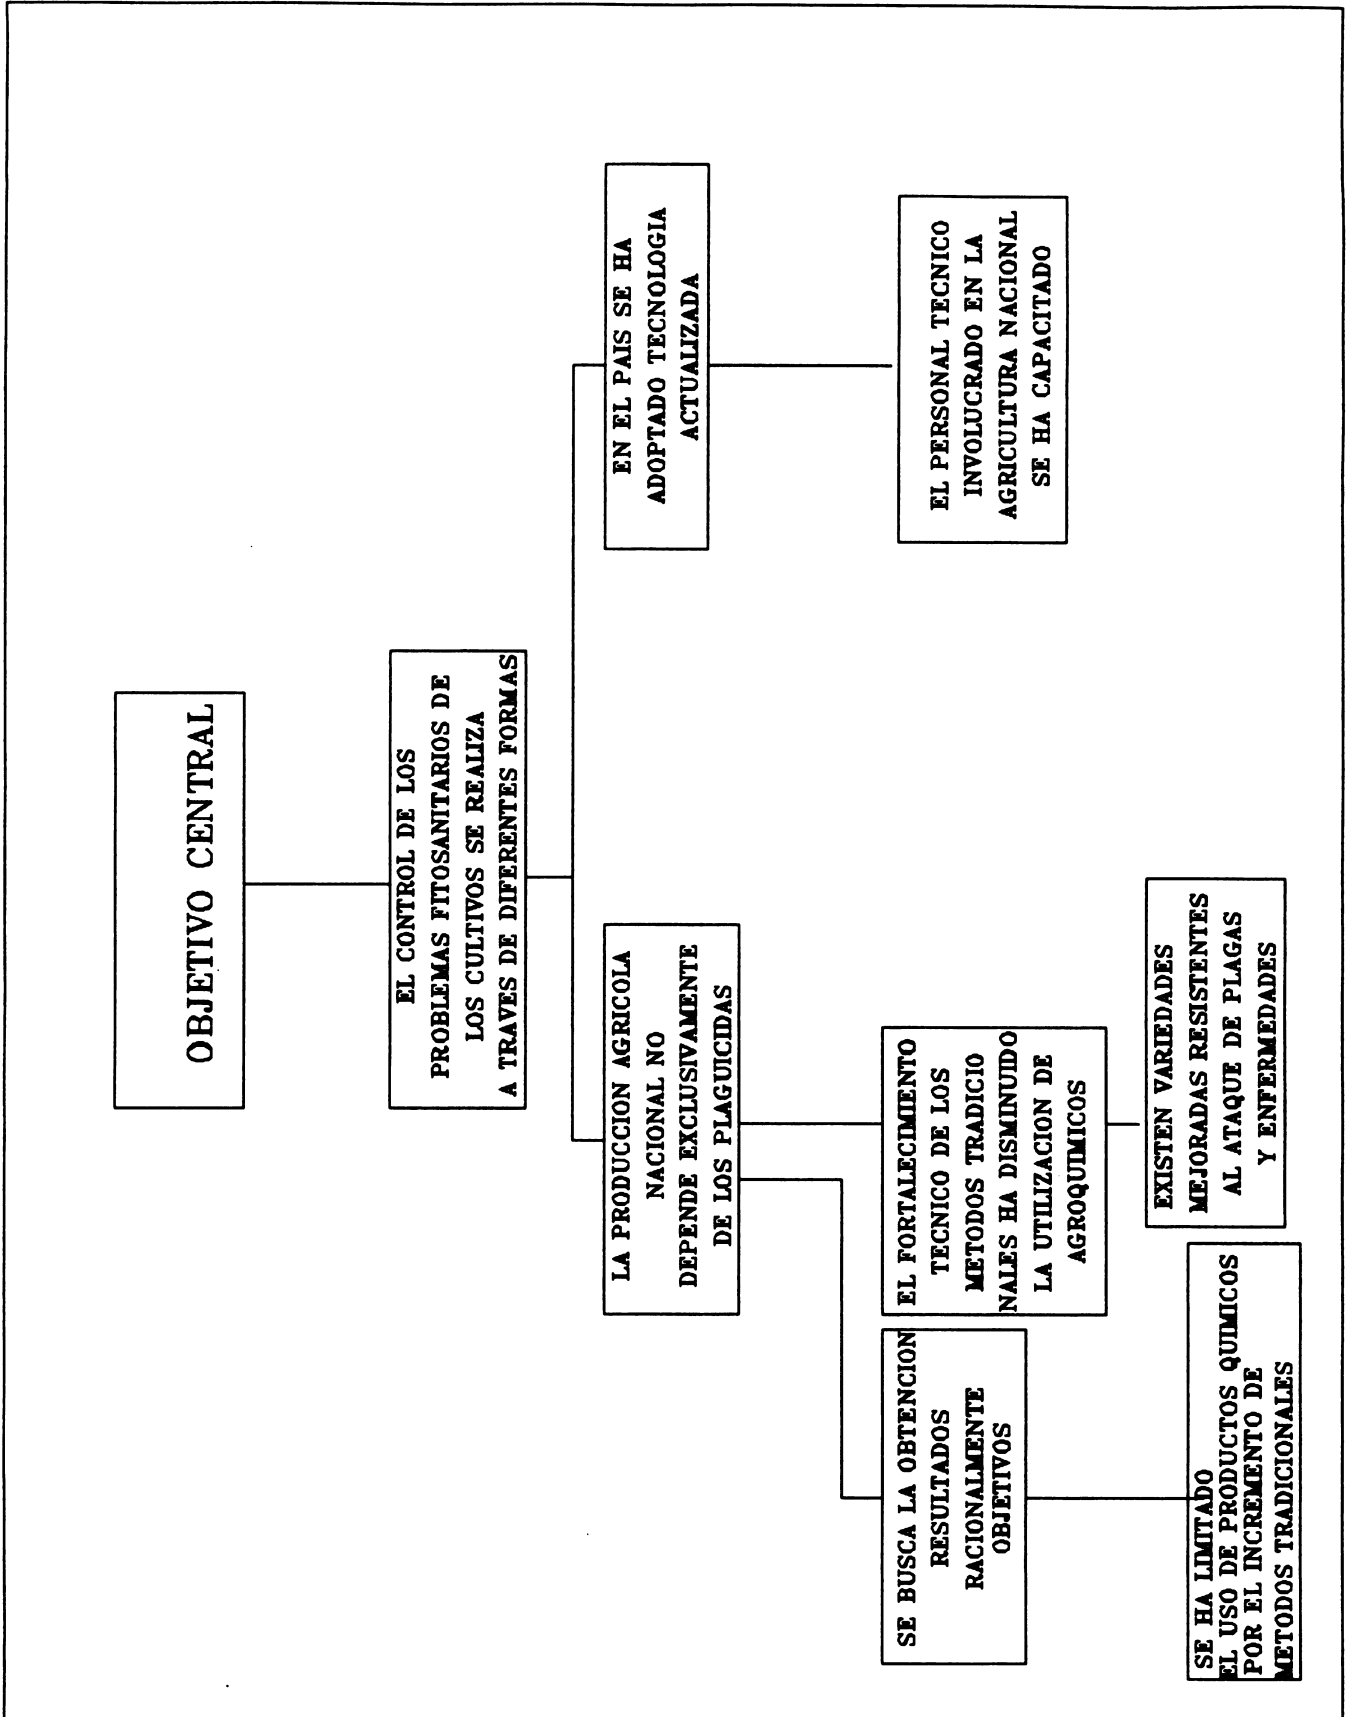 OBJETIVO CENTRAL
EL CONTROL DE LOS
PROBLEMAS FITOSANITARIOS DE
LOS CULTIVOS SE REALIZA
A TRAVES DE DIFERENTES FORMAS
LA PRODUCCION AGRICOLA
NACIONAL NO
DEPENDE EXCLUSIVAMENTE
DE LOS PLAGUICIDAS
EN EL PAIS SE HA
ADOPTADO TECNOLOGIA
ACTUALIZADA
SE BUSCA LA OBTENCION
RESULTADOS
RACIONALMENTE
OBJETIVOS
EL FORTALECIMIENTO
TECNICO DE LOS
METODOS TRADICIO
NALES HA DISMINUIDO
LA UTILIZACION DE
AGROQUIMICOS
EL PERSONAL TECNICO
INVOLUCRADO EN LA
AGRICULTURA NACIONAL
SE HA CAPACITADO
SE HA LIMITADO
EL USO DE PRODUCTOS QUIMICOS
POR EL INCREMENTO DE
METODOS TRADICIONALES
EXISTEN VARIEDADES
MEJORADAS RESISTENTES
AL ATAQUE DE PLAGAS
Y ENFERMEDADES